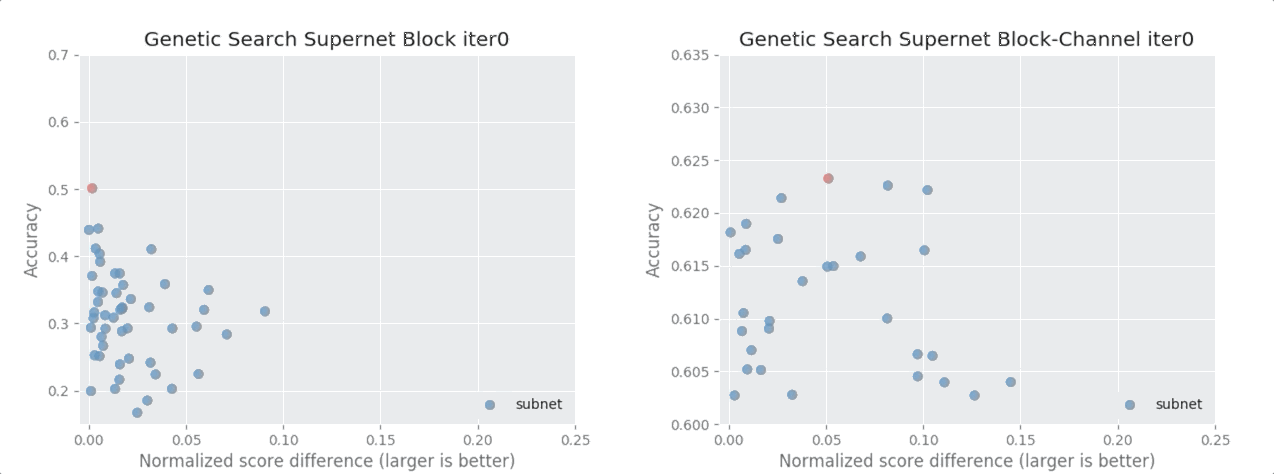 Genetic Search Supernet Block iter0
0.7
0.6
0.5
0.4
0.3
0.2
Accuracy
0.00 0.05 0.10 0.15 0.20 0.25
Normalized score difference (larger is better)
subnet
Genetic Search Supernet Block-Channel iter0
0.635
0.630
0.625
0.620
0.615
0.610
0.605
0.600
Accuracy
0.00 0.05 0.10 0.15 0.20 0.25
Normalized score difference (larger is better)
subnet